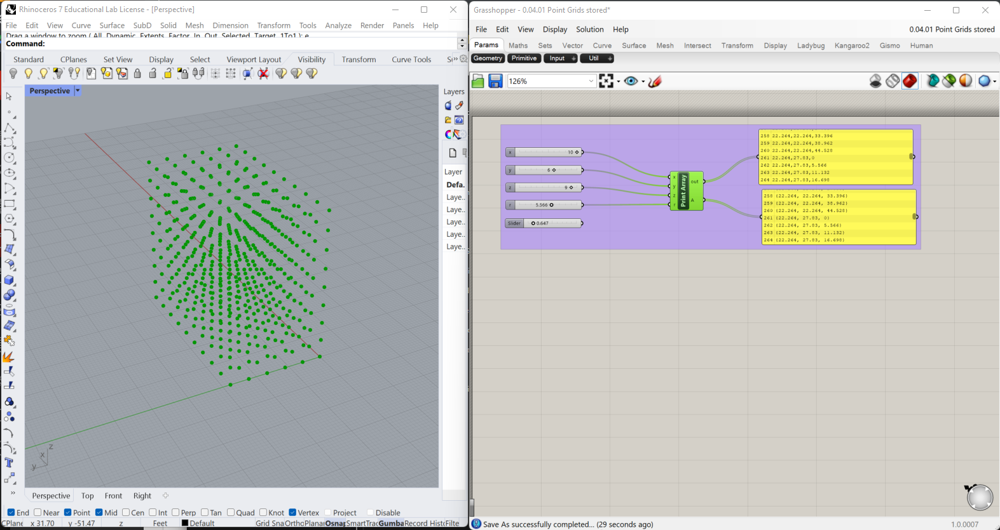 Rhinoceros 7 Educational Lab License - [Perspective]
File Edit View Curve Surface SubD Solid Mesh Dimension Transform Tools Analyze Render Panels Help
Drag a window to zoom ( All Dynamic Extents Factor In Out Selected Target 1To1 ): e
Command:
Standard CPlanes Set View Display Select Viewport Layout Visibility Transform Curve Tools
Perspective
Layers
Layer
Defa.
Laye..
Laye..
Laye..
Laye..
Laye..
z
x
y
Perspective Top Front Right
End Near Point Mid Cen Int Perp Tan Quad Knot Vertex Project Disable
CPlane x 31.70 y -51.47 z Feet Default Grid Sna Ortho Planar Osnap SmartTrac Gumba Record Histo Filte
Grasshopper - 0.04.01 Point Grids stored*
File Edit View Display Solution Help 0.04.01 Point Grids stored
Params Maths Sets Vector Curve Surface Mesh Intersect Transform Display Ladybug Kangaroo2 Gismo Human
Geometry Primitive Input + Util +
126%
x 10
y 6
z 9
r 5.566
Slider 0.647
x
y
z
r
Print Array
out
A
258 22.264,22.264,33.396
259 22.264,22.264,38.962
260 22.264,22.264,44.528
261 22.264,27.83,0
262 22.264,27.83,5.566
263 22.264,27.83,11.132
264 22.264,27.83,16.698
258 {22.264, 22.264, 33.396}
259 {22.264, 22.264, 38.962}
260 {22.264, 22.264, 44.528}
261 {22.264, 27.83, 0}
262 {22.264, 27.83, 5.566}
263 {22.264, 27.83, 11.132}
264 {22.264, 27.83, 16.698}
Save As successfully completed... (29 seconds ago) 1.0.0007